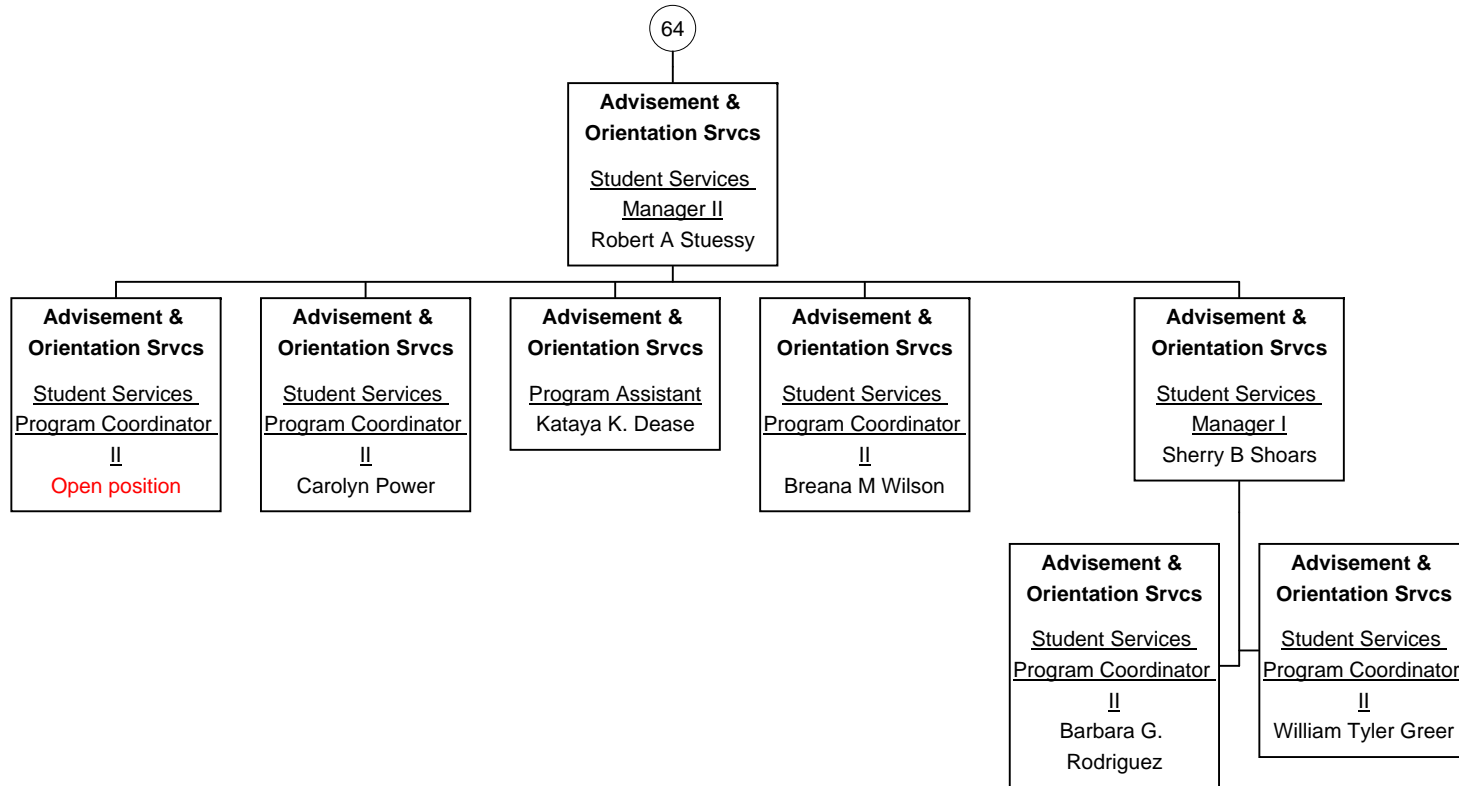 64
Advisement &
Orientation Srvcs
Student Services
Manager II
Robert A Stuessy
Advisement &
Orientation Srvcs
Student Services
Program Coordinator
II
Open position
Advisement &
Orientation Srvcs
Student Services
Program Coordinator
II
Carolyn Power
Advisement &
Orientation Srvcs
Program Assistant
Kataya K. Dease
Advisement &
Orientation Srvcs
Student Services
Program Coordinator
II
Breana M Wilson
Advisement &
Orientation Srvcs
Student Services
Manager I
Sherry B Shoars
Advisement &
Orientation Srvcs
Student Services
Program Coordinator
II
Barbara G.
Rodriguez
Advisement &
Orientation Srvcs
Student Services
Program Coordinator
II
William Tyler Greer